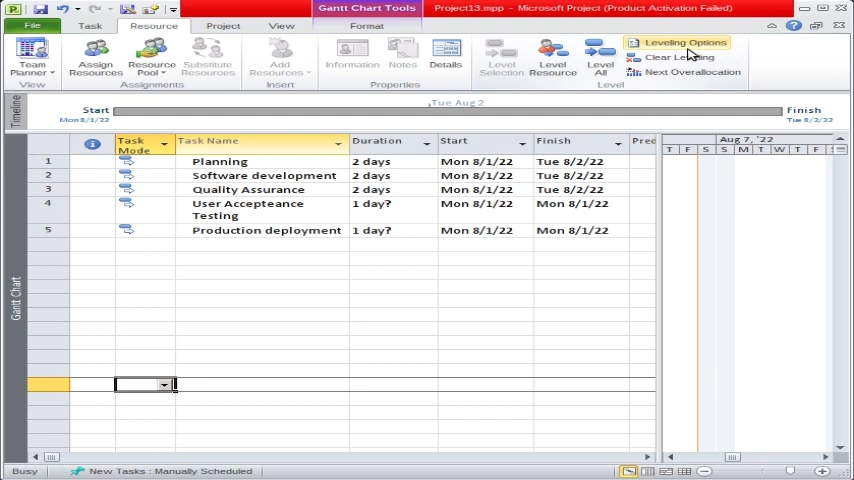 Gantt Chart Tools
Project13.mpp - Microsoft Project (Product Activation Failed)
File Task Resource Project View Format
Team Planner
Assign Resources
Resource Pool
Substitute Resources
Add Resources
Information
Notes
Details
Level Selection
Level Resource
Level All
Leveling Options
Clear Leveling
Next Overallocation
View Assignments Insert Properties Level
Timeline
Tue Aug 2
Start
Mon 8/1/22
Finish
Tue 8/2/22
Task Mode Task Name Duration Start Finish Pred
Aug 7, '22
T F S S M T W T F S
1 Planning 2 days Mon 8/1/22 Tue 8/2/22
2 Software development 2 days Mon 8/1/22 Tue 8/2/22
3 Quality Assurance 2 days Mon 8/1/22 Tue 8/2/22
4 User Accepteance Testing 1 day? Mon 8/1/22 Mon 8/1/22
5 Production deployment 1 day? Mon 8/1/22 Mon 8/1/22
Gantt Chart
Busy New Tasks : Manually Scheduled